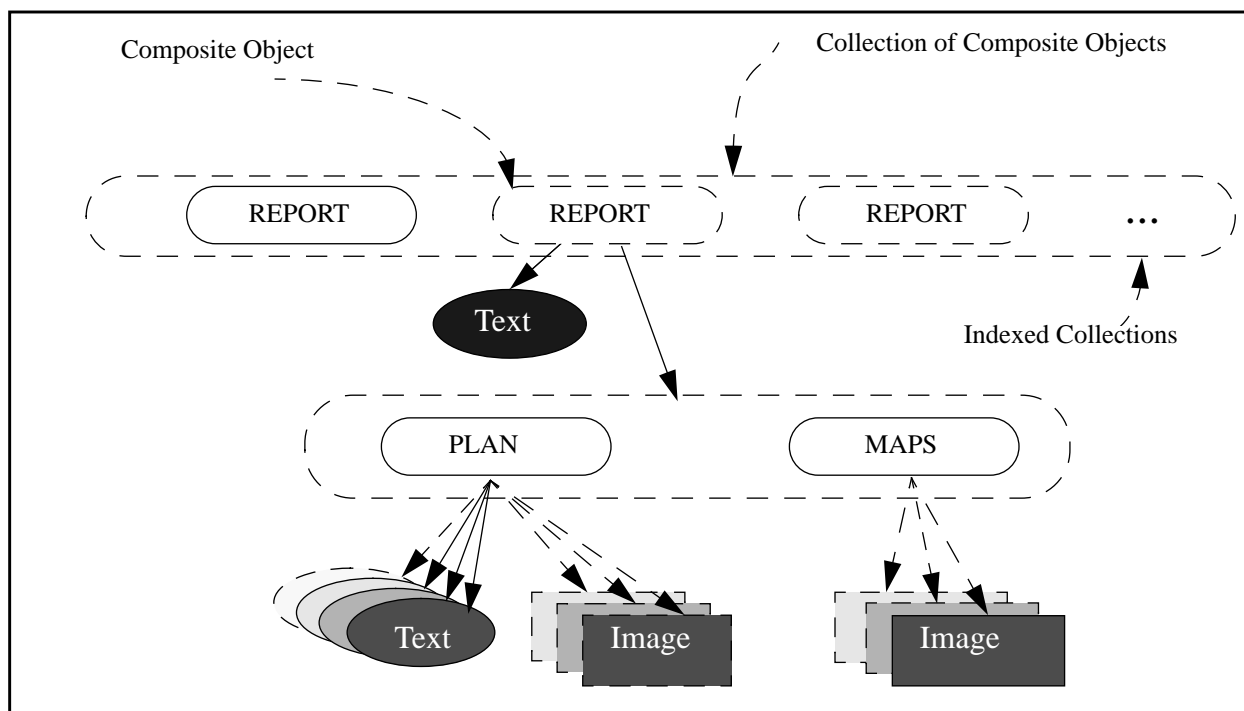 Composite Object
Collection of Composite Objects
REPORT
REPORT
REPORT
...
Text
Indexed Collections
PLAN
MAPS
Text
Image
Image